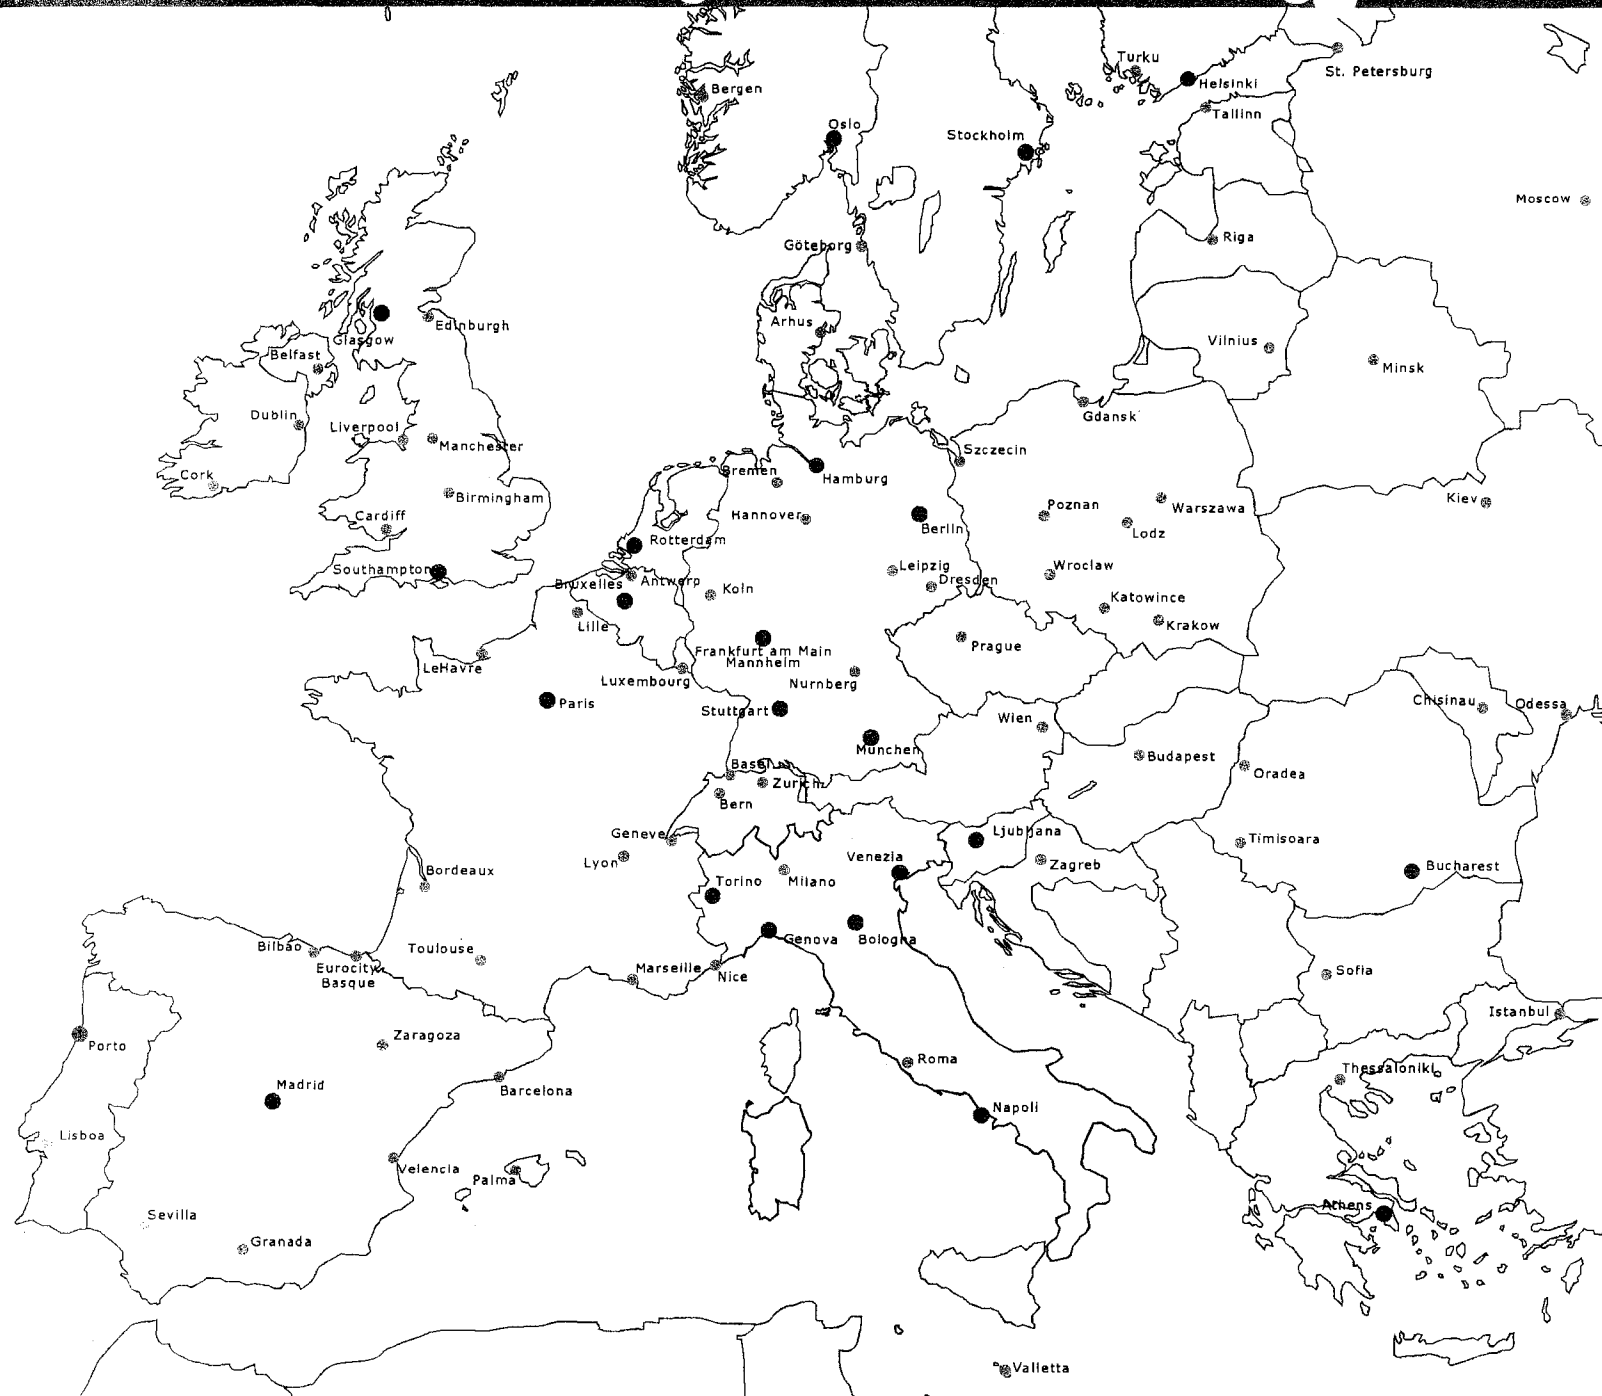 Turku
St. Petersburg
Helsinki
Bergen
Tallinn
Oslo
Stockholm
Moscow
Riga
Göteborg
Arhus
Edinburgh
Glasgow
Vilnius
Belfast
Minsk
Dublin
Gdansk
Liverpool
Manchester
Szczecin
Bremen
Cork
Hamburg
Birmingham
Kiev
Poznan
Warszawa
Cardiff
Hannover
Berlin
Lodz
Rotterdam
Southampton
Leipzig
Wroclaw
Bruxelles
Antwerp
Dresden
Koln
Katowince
Lille
Krakow
Prague
Frankfurt am Main
Mannheim
LeHavre
Luxembourg
Nurnberg
Paris
Stuttgart
Chisinau
Odessa
Wien
Munchen
Budapest
Basel
Oradea
Zurich
Bern
Geneve
Ljubljana
Timisoara
Lyon
Venezia
Zagreb
Bucharest
Bordeaux
Torino
Milano
Genova
Bologna
Bilbao
Toulouse
Eurocity
Basque
Marseille
Nice
Sofia
Istanbul
Zaragoza
Porto
Roma
Thessaloniki
Madrid
Barcelona
Napoli
Lisboa
Velencia
Palma
Athens
Sevilla
Granada
Valletta